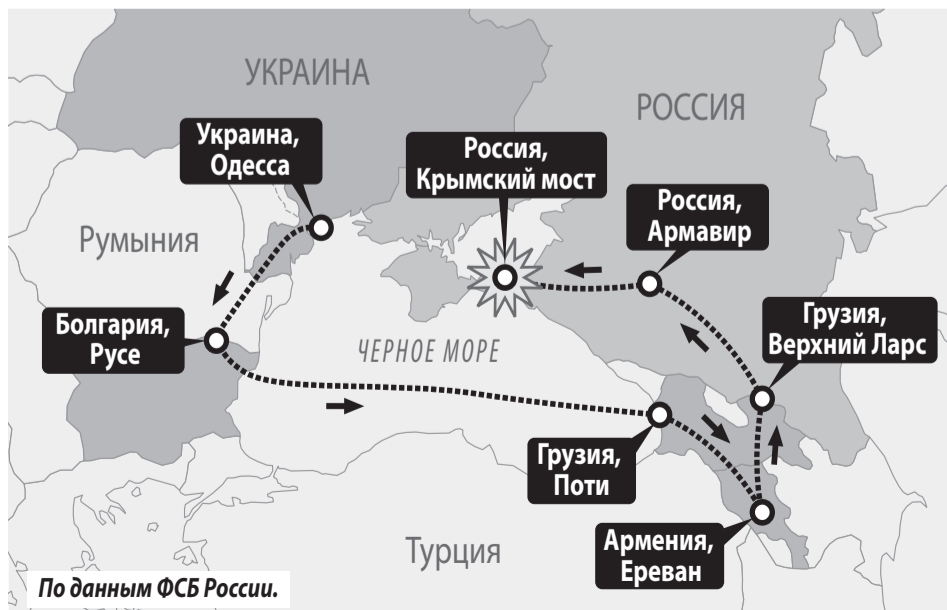 УКРАИНА
РОССИЯ
Украина,
Одесса
Россия,
Крымский мост
Россия,
Армавир
Румыния
Болгария,
Русе
ЧЕРНОЕ МОРЕ
Грузия,
Верхний Ларс
Грузия,
Поти
Армения,
Ереван
Турция
По данным ФСБ России.